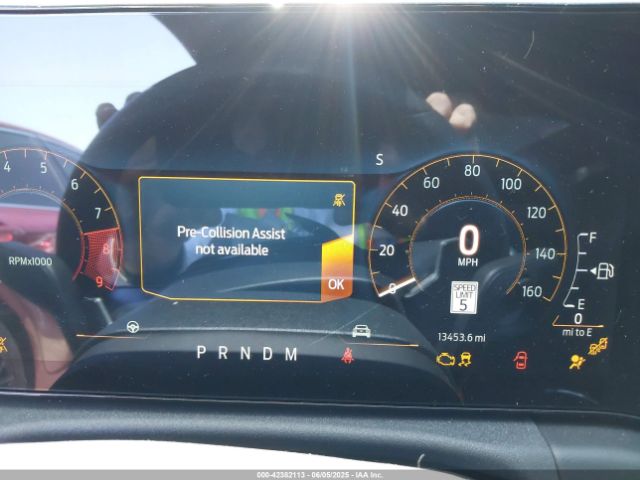 S
4 5 6 7 8 9
RPMx1000
Pre-Collision Assist
not available
OK
0 20 40 60 80 100 120 140 160
0
MPH
SPEED
LIMIT
5
13453.6 mi
F
E
0
mi to E
P R N D M
000-42382113 - 06/05/2025 - IAAI, Inc.